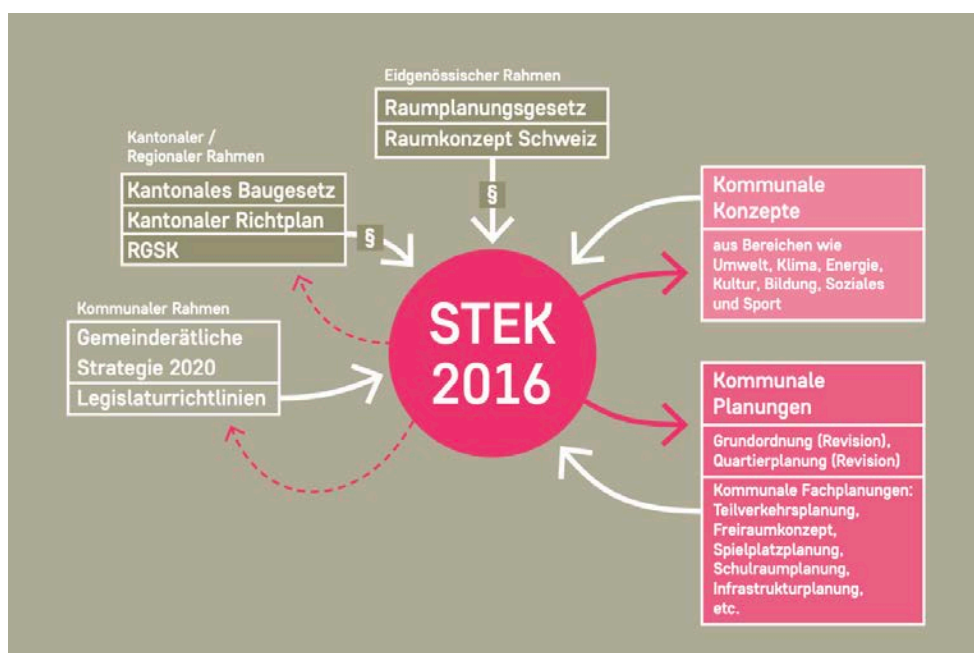 Eidgenössischer Rahmen
Raumplanungsgesetz
Raumkonzept Schweiz
§
Kantonaler /
Regionaler Rahmen
Kantonales Baugesetz
Kantonaler Richtplan
RGSK
§
Kommunaler Rahmen
Gemeinderätliche
Strategie 2020
Legislaturrichtlinien
STEK
2016
Kommunale
Konzepte
aus Bereichen wie
Umwelt, Klima, Energie,
Kultur, Bildung, Soziales
und Sport
Kommunale
Planungen
Grundordnung (Revision),
Quartierplanung (Revision)
Kommunale Fachplanungen:
Teilverkehrsplanung,
Freiraumkonzept,
Spielplatzplanung,
Schulraumplanung,
Infrastrukturplanung,
etc.